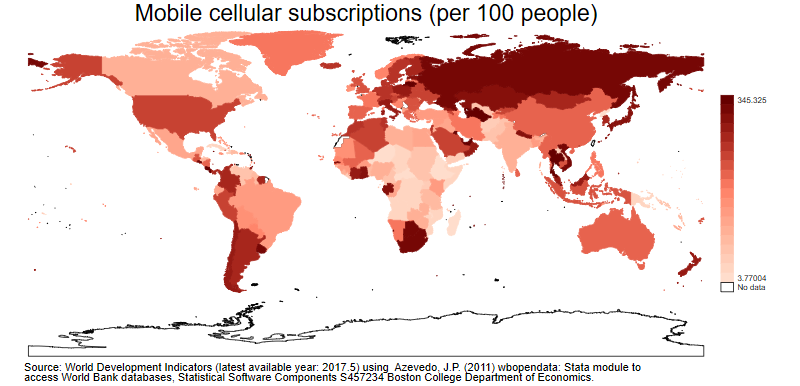 Mobile cellular subscriptions (per 100 people)
345.325
3.77004
No data
Source: World Development Indicators (latest available year: 2017.5) using  Azevedo, J.P. (2011) wbopendata: Stata module to
access World Bank databases, Statistical Software Components S457234 Boston College Department of Economics.